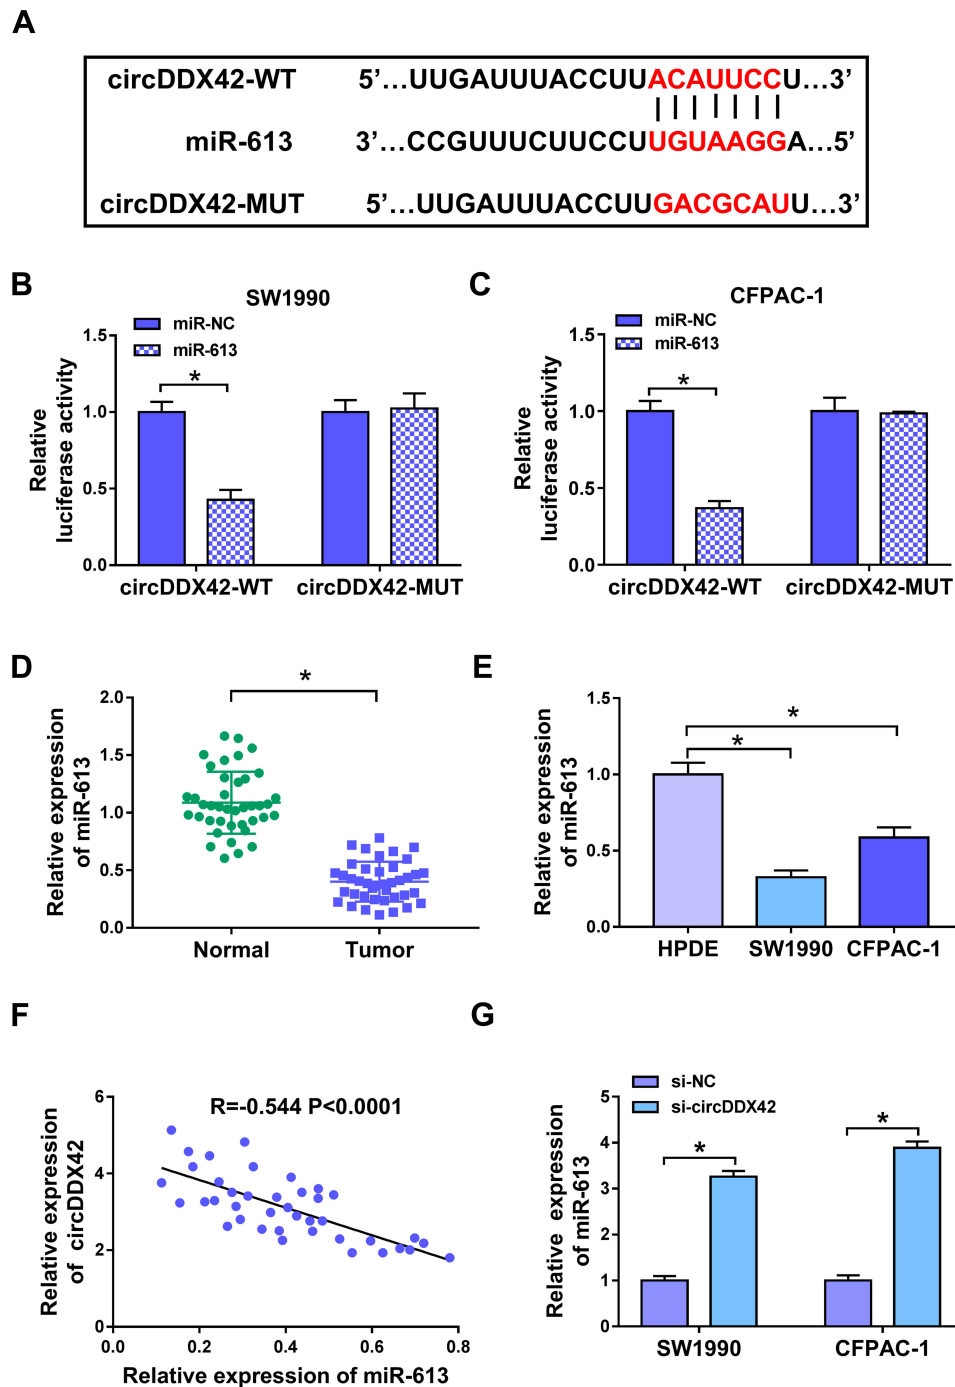 A
circDDX42-WT 5’...UUGAUUUACCUUACAUUCCU...3’
miR-613 3’...CCGUUUCUUCCUUGUAAGGA...5’
circDDX42-MUT 5’...UUGAUUUACCUUGACGCAUU...3’
B
SW1990
miR-NC
miR-613
Relative
luciferase activity
1.5
1.0
0.5
0.0
*
circDDX42-WT circDDX42-MUT
C
CFPAC-1
miR-NC
miR-613
Relative
luciferase activity
1.5
1.0
0.5
0.0
*
circDDX42-WT circDDX42-MUT
D
Relative expression
of miR-613
2.0
1.5
1.0
0.5
0.0
*
Normal Tumor
E
Relative expression
of miR-613
1.5
1.0
0.5
0.0
*
*
HPDE SW1990 CFPAC-1
F
Relative expression
of circDDX42
6
4
2
0
R=-0.544 P<0.0001
0.0 0.2 0.4 0.6 0.8
Relative expression of miR-613
G
si-NC
si-circDDX42
Relative expression
of miR-613
5
4
3
2
1
0
*
*
SW1990 CFPAC-1